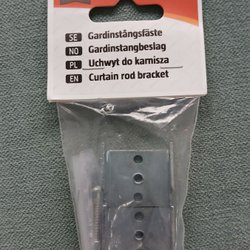 SE Gardinstångsfäste
NO Gardinstangbeslag
PL Uchwyt do karnisza
EN Curtain rod bracket